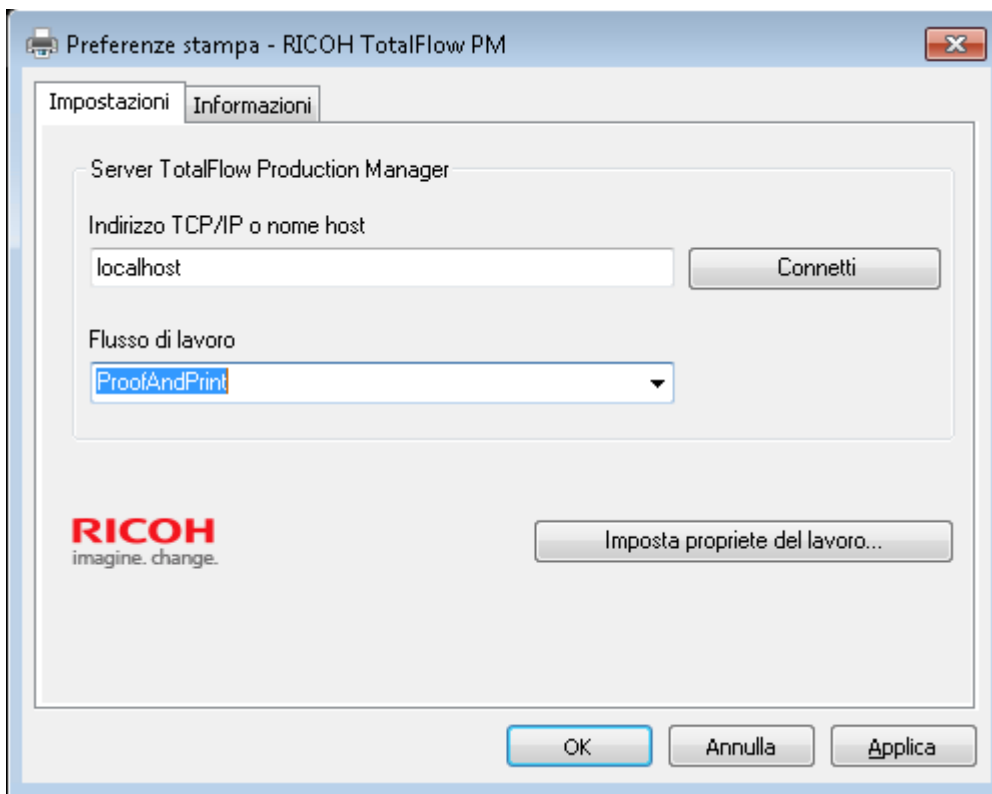 Preferenze stampa - RICOH TotalFlow PM
Impostazioni Informazioni
Server TotalFlow Production Manager
Indirizzo TCP/IP o nome host
localhost Connetti
Flusso di lavoro
ProofAndPrint
RICOH
imagine. change.
Imposta propriete del lavoro...
OK Annulla Applica